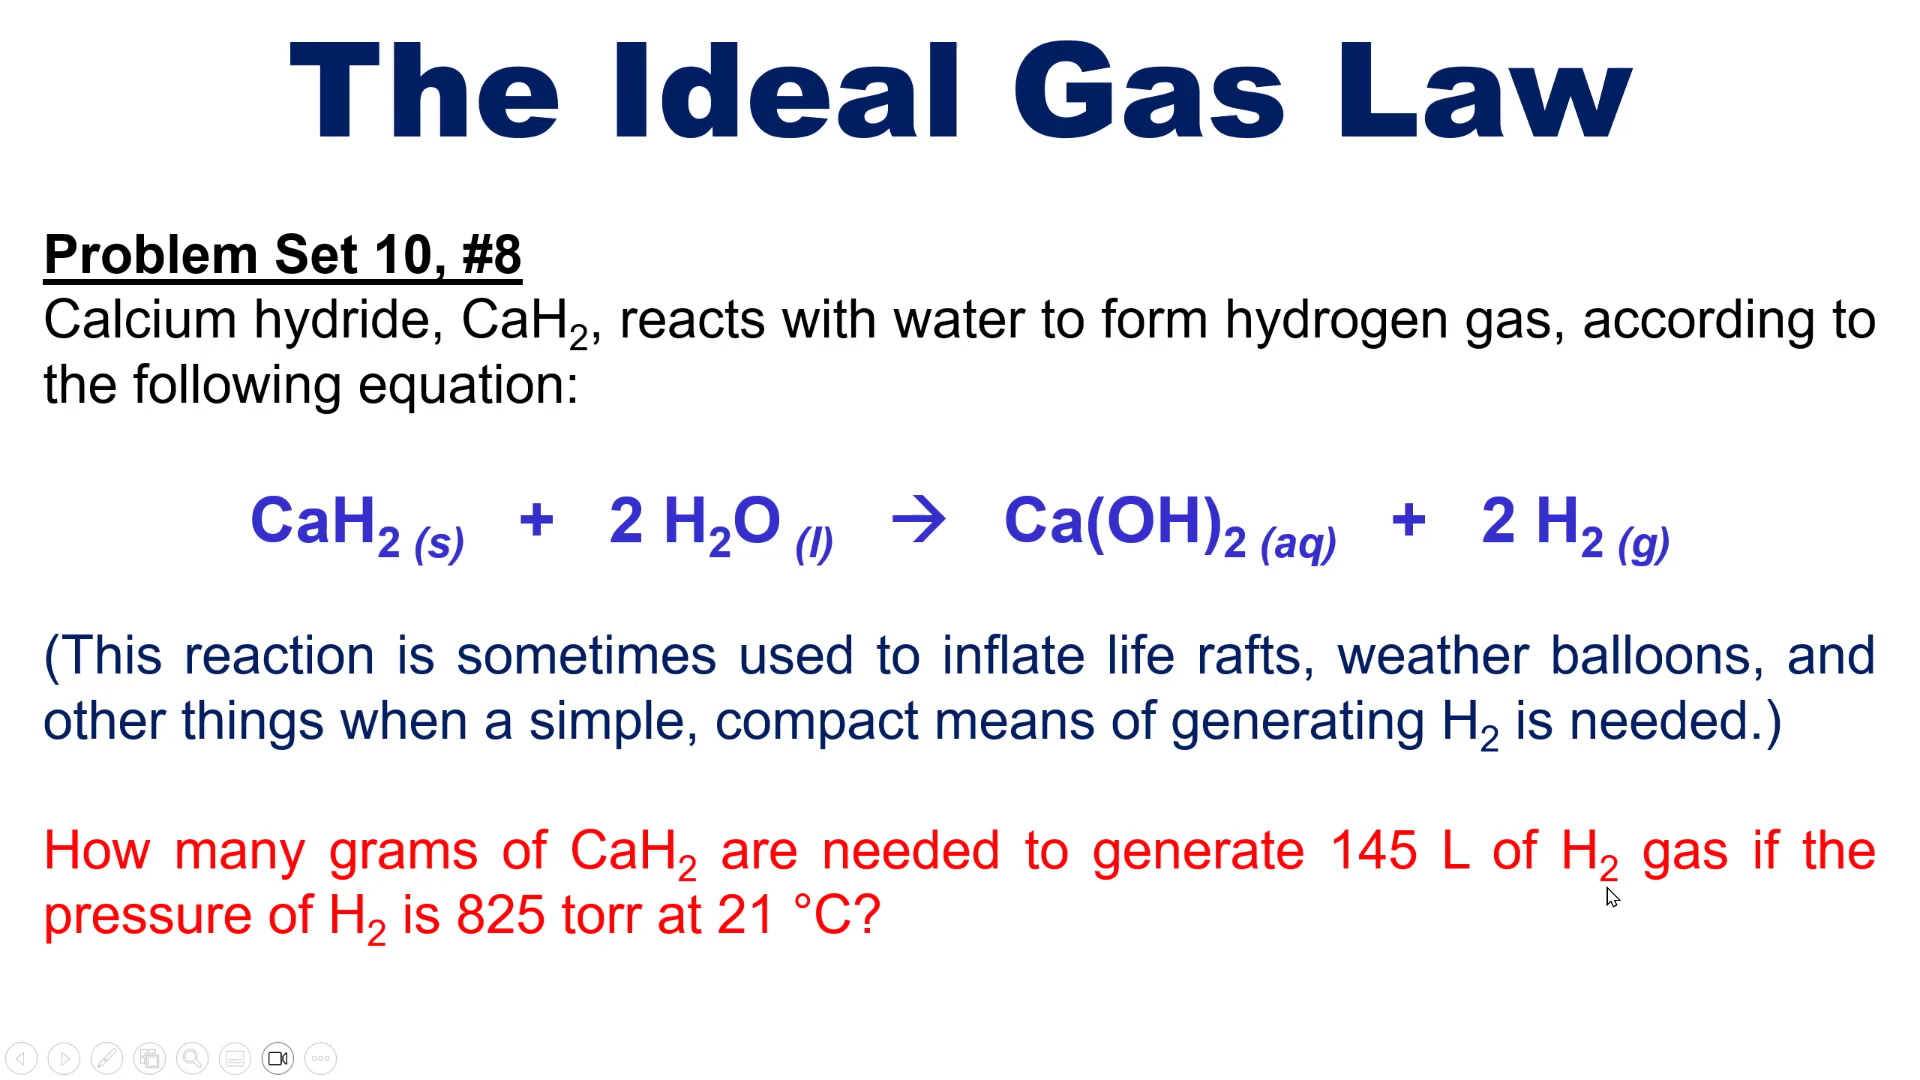 The Ideal Gas Law
Problem Set 10, #8
Calcium hydride, CaH₂, reacts with water to form hydrogen gas, according to
the following equation:
CaH₂ (s) + 2 H₂O (l) → Ca(OH)₂ (aq) + 2 H₂ (g)
(This reaction is sometimes used to inflate life rafts, weather balloons, and
other things when a simple, compact means of generating H₂ is needed.)
How many grams of CaH₂ are needed to generate 145 L of H₂ gas if the
pressure of H₂ is 825 torr at 21 °C?